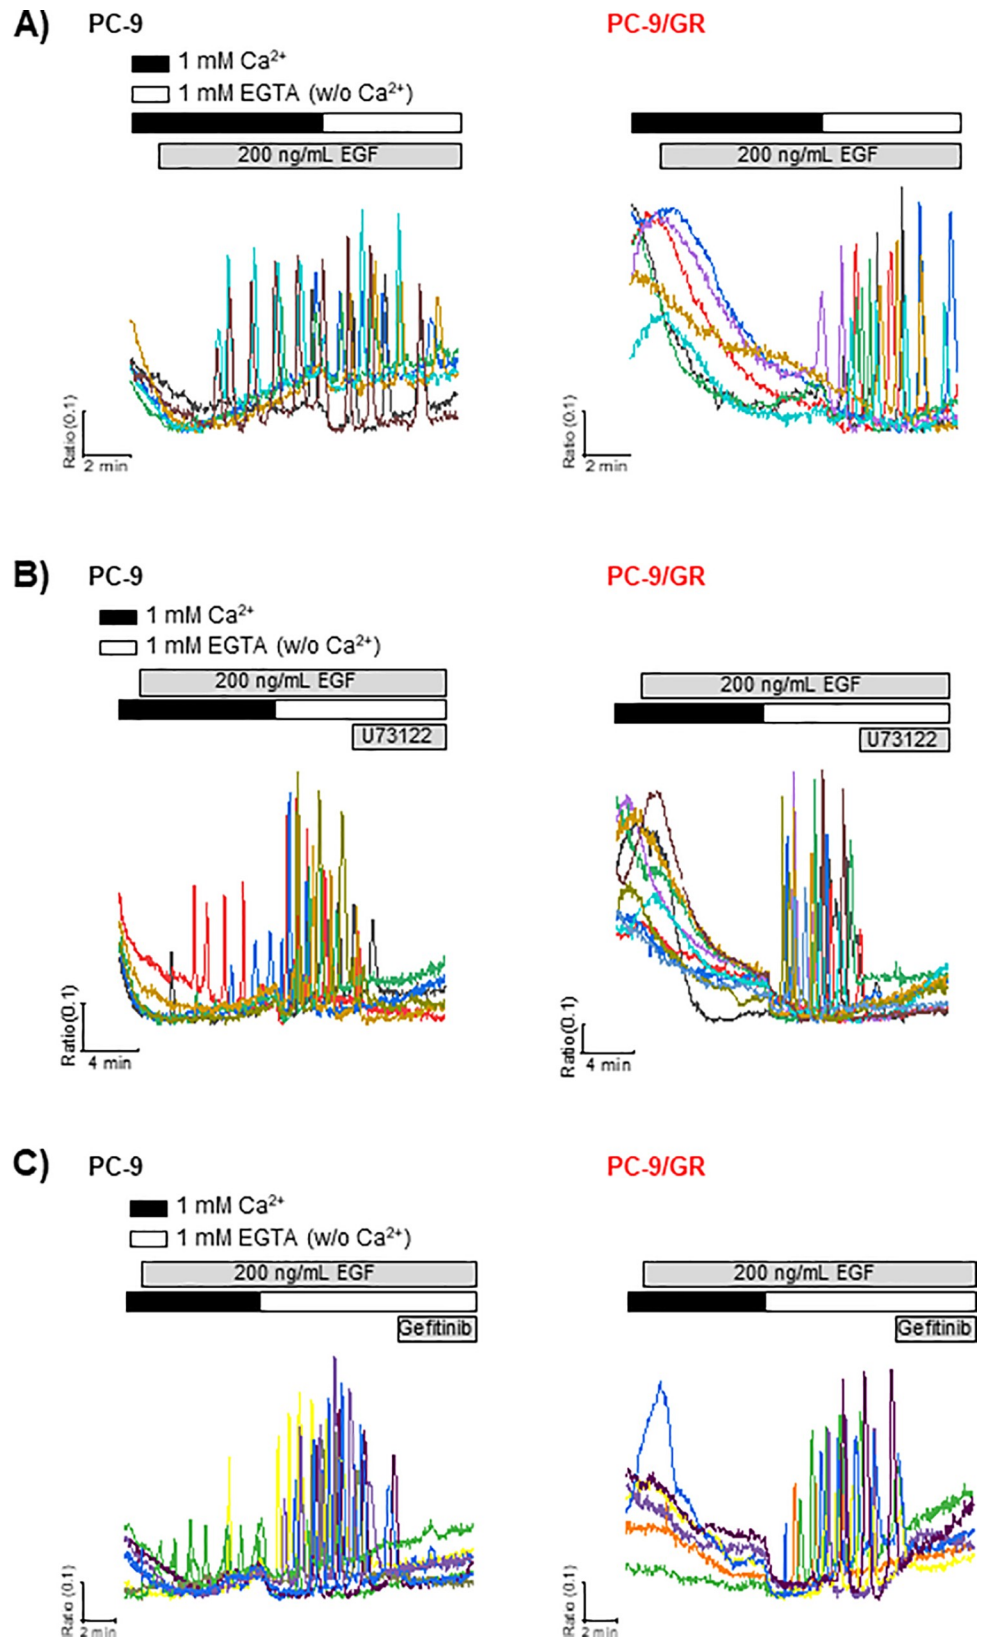 A) PC-9 PC-9/GR
1 mM Ca²⁺
1 mM EGTA (w/o Ca²⁺)
200 ng/mL EGF 200 ng/mL EGF
Ratio (0.1) Ratio (0.1)
2 min 2 min
B) PC-9 PC-9/GR
1 mM Ca²⁺
1 mM EGTA (w/o Ca²⁺)
200 ng/mL EGF 200 ng/mL EGF
U73122 U73122
Ratio(0.1) Ratio(0.1)
4 min 4 min
C) PC-9 PC-9/GR
1 mM Ca²⁺
1 mM EGTA (w/o Ca²⁺)
200 ng/mL EGF 200 ng/mL EGF
Gefitinib Gefitinib
Ratio (0.1) Ratio (0.1)
2 min 2 min